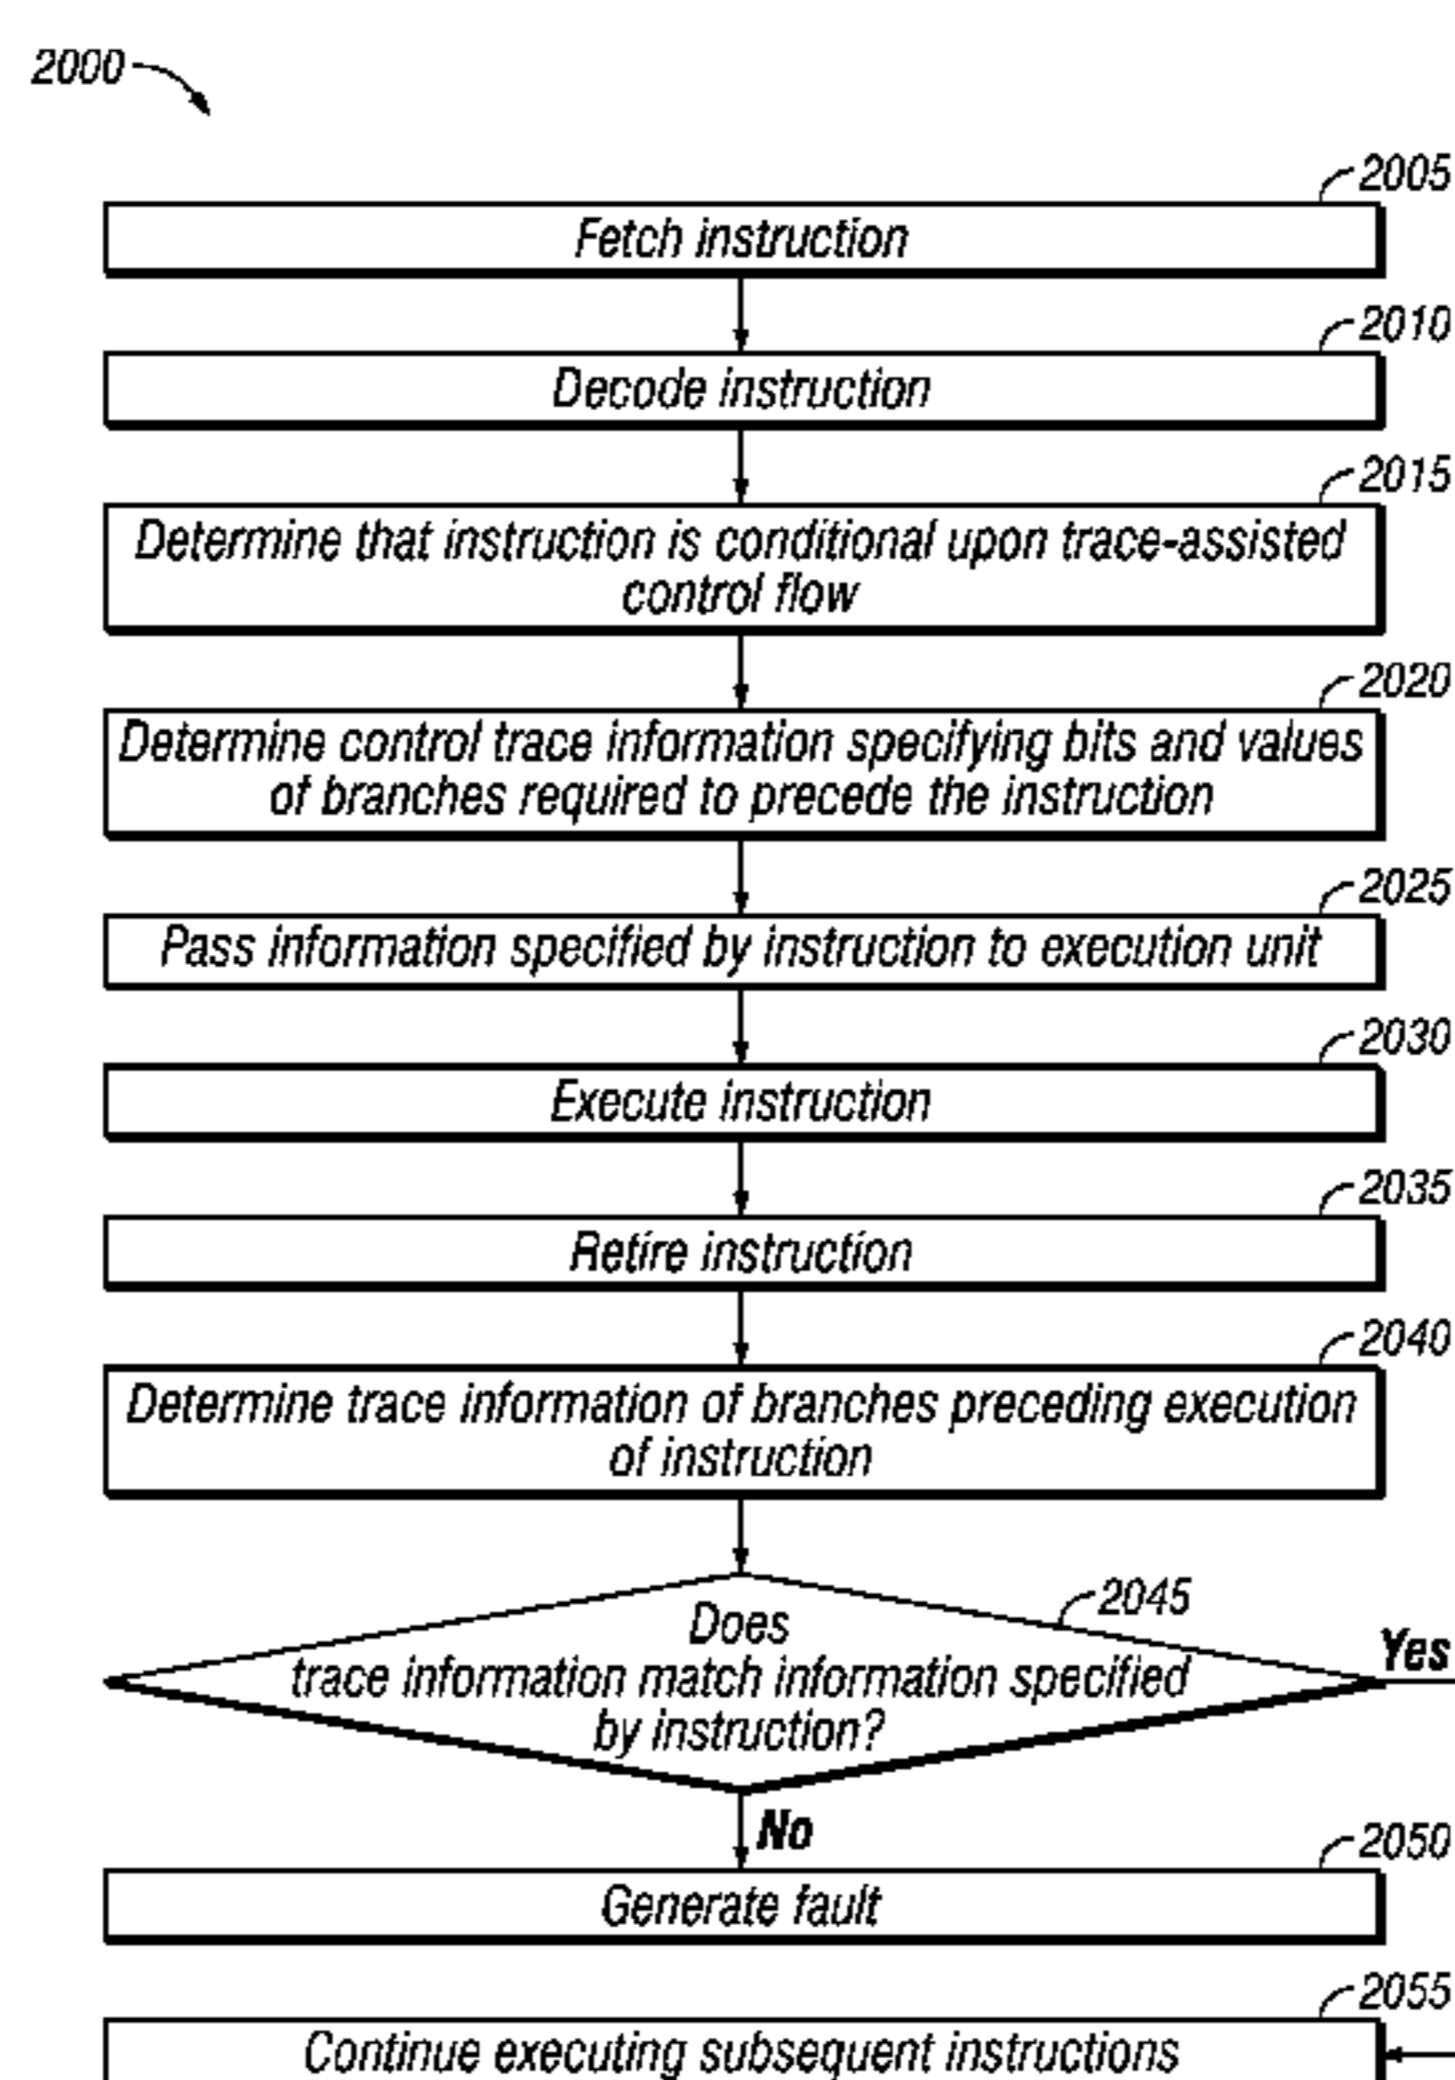 2000
2005
Fetch instruction
2010
Decode instruction
2015
Determine that instruction is conditional upon trace-assisted
control flow
2020
Determine control trace information specifying bits and values
of branches required to precede the instruction
2025
Pass information specified by instruction to execution unit
2030
Execute instruction
2035
Retire instruction
2040
Determine trace information of branches preceding execution
of instruction
2045
Does
trace information match information specified
by instruction?
Yes
No
2050
Generate fault
2055
Continue executing subsequent instructions